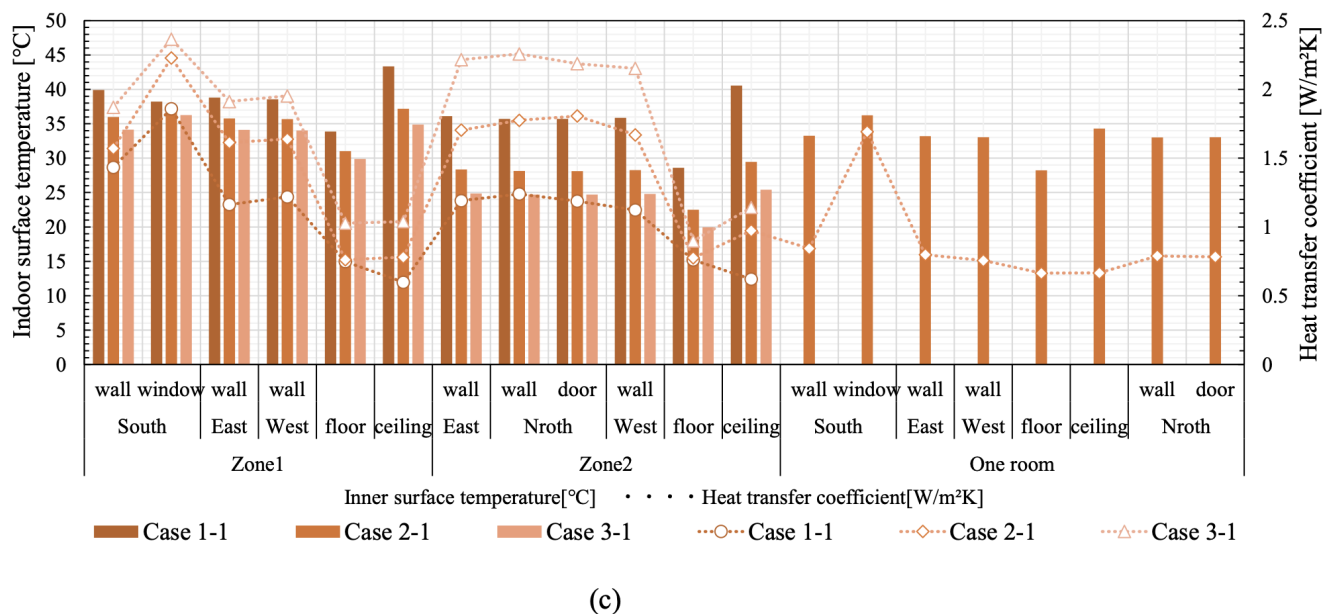 Indoor surface temperature [℃]
50
45
40
35
30
25
20
15
10
5
0
2.5
2
1.5
1
0.5
0
Heat transfer coefficient [W/m²K]
wall window wall wall wall wall door wall wall window wall wall wall door
South East West floor ceiling East Nroth West floor ceiling South East West floor ceiling Nroth
Zone1 Zone2 One room
Inner surface temperature[℃] Heat transfer coefficient[W/m²K]
Case 1-1 Case 2-1 Case 3-1 Case 1-1 Case 2-1 Case 3-1
(c)